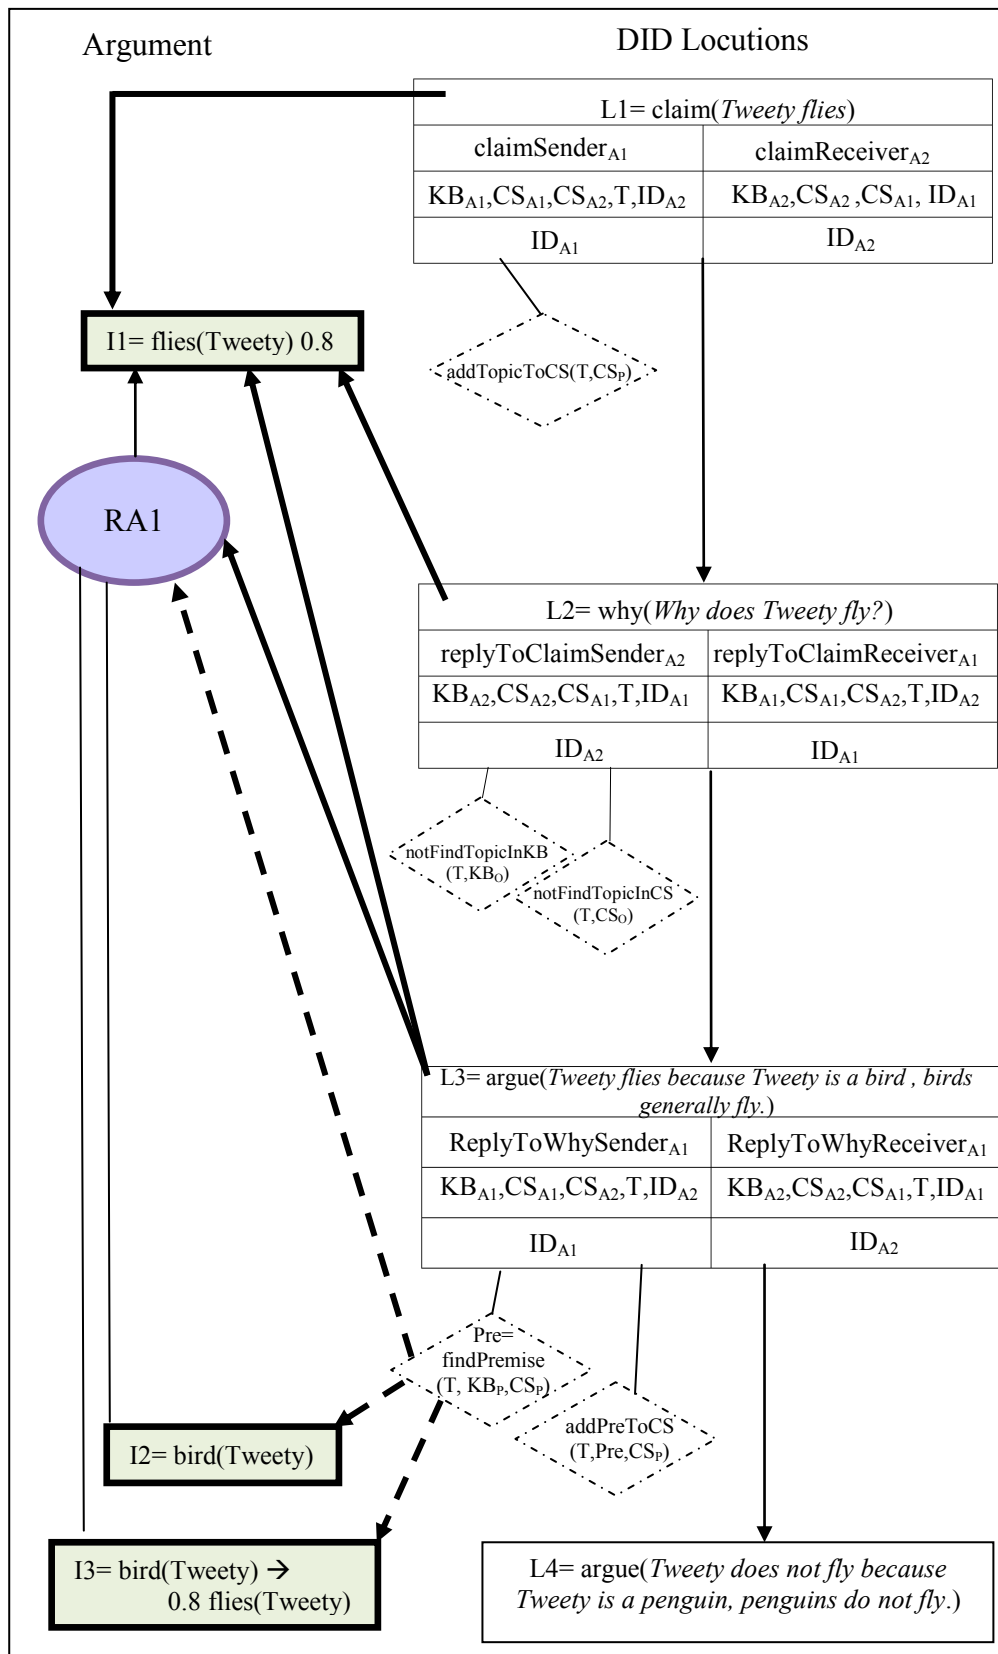 Argument
DID Locutions
L1= claim(Tweety flies)
claimSenderA1
claimReceiverA2
KBA1,CSA1,CSA2,T,IDA2
KBA2,CSA2 ,CSA1, IDA1
IDA1
IDA2
addTopicToCS(T,CSP)
I1= flies(Tweety) 0.8
RA1
L2= why(Why does Tweety fly?)
replyToClaimSenderA2
replyToClaimReceiverA1
KBA2,CSA2,CSA1,T,IDA1
KBA1,CSA1,CSA2,T,IDA2
IDA2
IDA1
notFindTopicInKB
(T,KBO)
notFindTopicInCS
(T,CSO)
L3= argue(Tweety flies because Tweety is a bird , birds
generally fly.)
ReplyToWhySenderA1
ReplyToWhyReceiverA1
KBA1,CSA1,CSA2,T,IDA2
KBA2,CSA2,CSA1,T,IDA1
IDA1
IDA2
Pre=
findPremise
(T, KBP,CSP)
addPreToCS
(T,Pre,CSP)
I2= bird(Tweety)
I3= bird(Tweety) →
0.8 flies(Tweety)
L4= argue(Tweety does not fly because
Tweety is a penguin, penguins do not fly.)